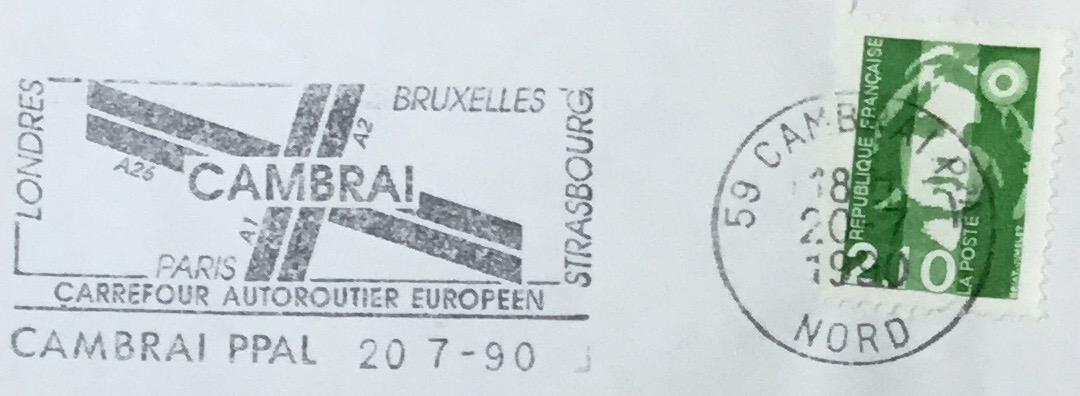 LONDRES
BRUXELLES
STRASBOURG
A26
A2
CAMBRAI
A1
PARIS
CARREFOUR AUTOROUTIER EUROPEEN
CAMBRAI PPAL 20 7-90
59 CAMBRAI
NORD
REPUBLIQUE FRANÇAISE
LA POSTE